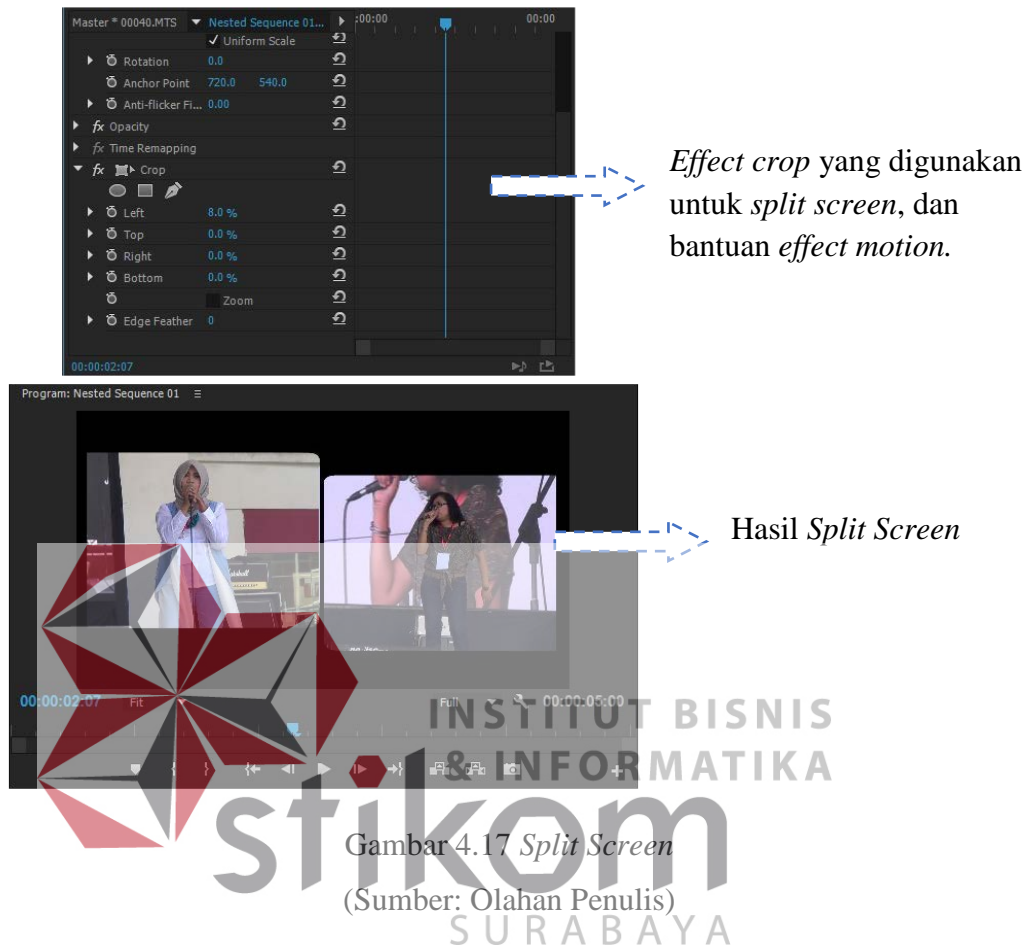 Master * 00040.MTS Nested Sequence 01... :00:00 00:00
Uniform Scale
Rotation 0.0
Anchor Point 720.0 540.0
Anti-flicker Fi... 0.00
fx Opacity
fx Time Remapping
fx Crop
Left 8.0 %
Top 0.0 %
Right 0.0 %
Bottom 0.0 %
Zoom
Edge Feather 0
00:00:02:07
Effect crop yang digunakan
untuk split screen, dan
bantuan effect motion.
Program: Nested Sequence 01
Marshall
Hasil Split Screen
00:00:02:07 Fit Full 00:00:05:00
INSTITUT BISNIS
& INFORMATIKA
stikom
SURABAYA
Gambar 4.17 Split Screen
(Sumber: Olahan Penulis)